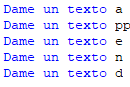 Dame un texto a
Dame un texto pp
Dame un texto e
Dame un texto n
Dame un texto d